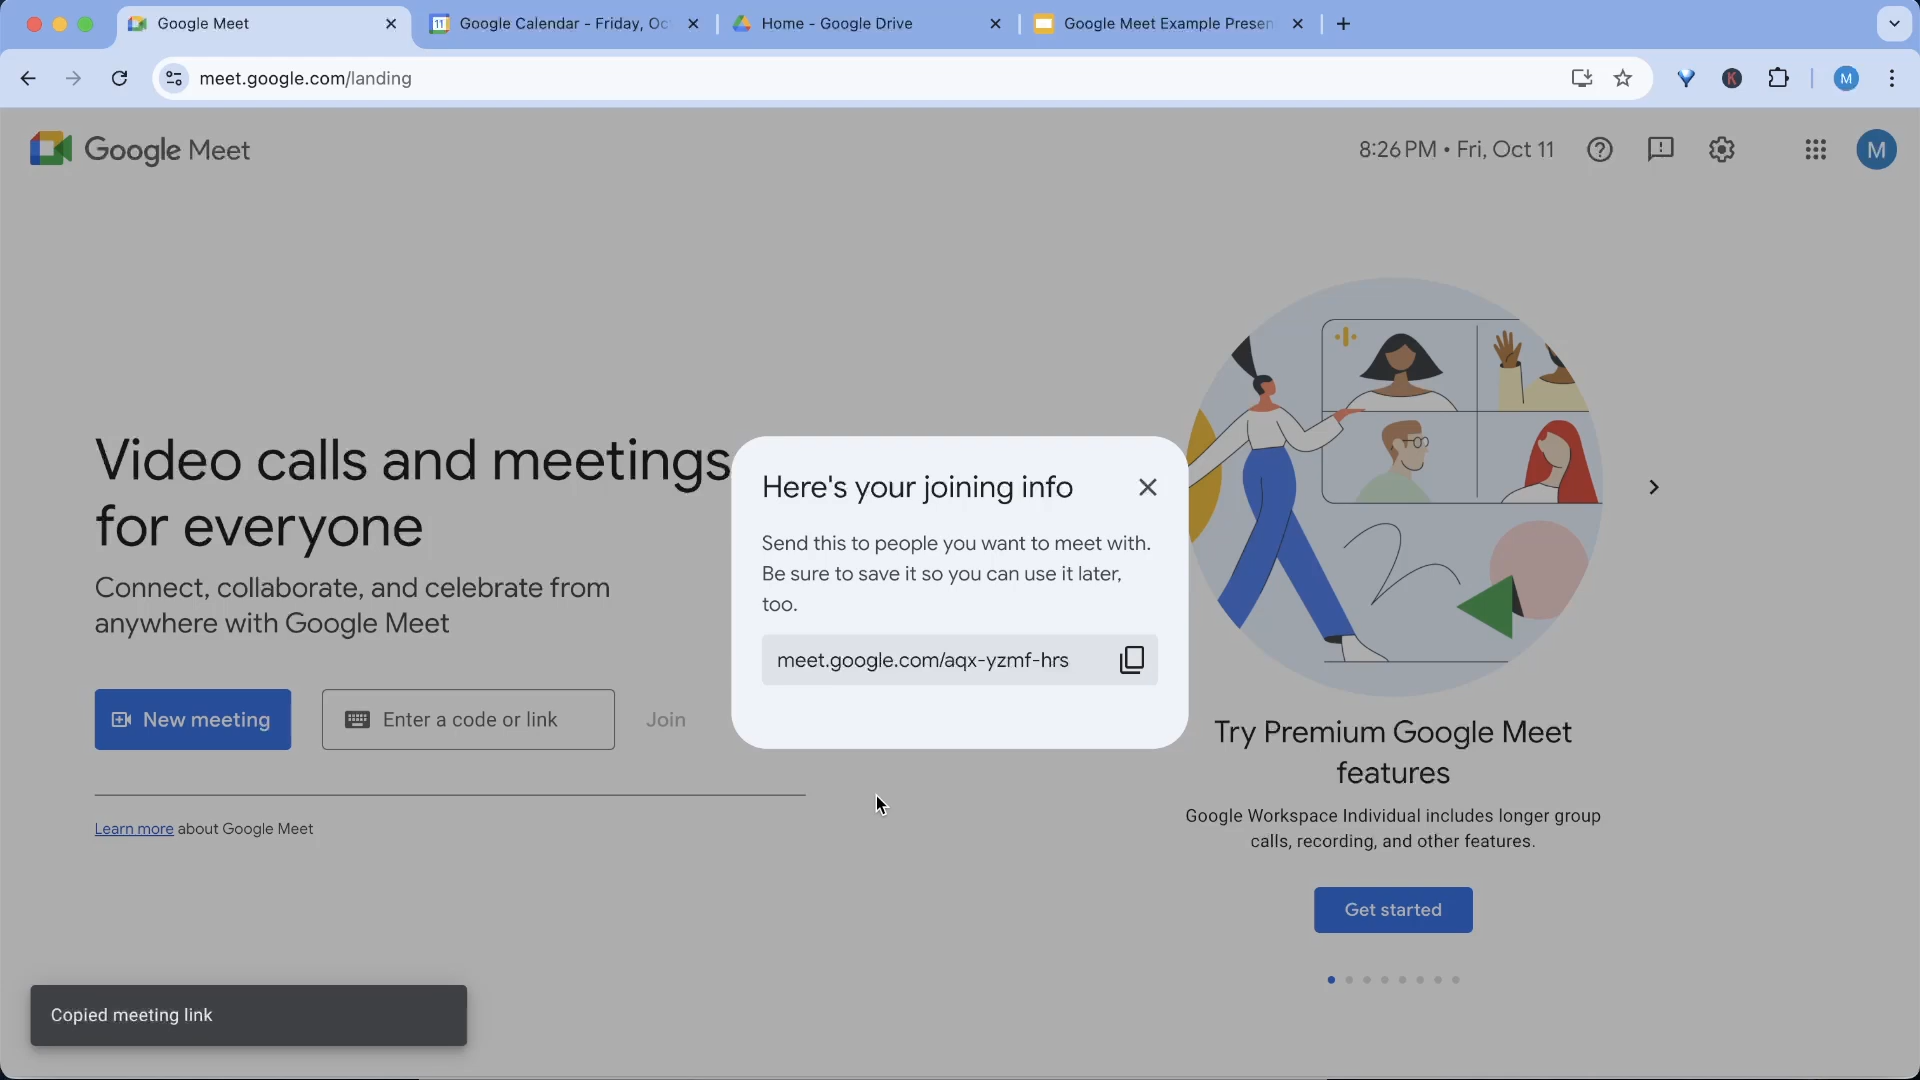 Google Meet
Google Calendar - Friday, Oc
Home - Google Drive
Google Meet Example Presen
meet.google.com/landing
K
M
Google Meet
8:26 PM • Fri, Oct 11
M
Video calls and meetings
for everyone
Connect, collaborate, and celebrate from
anywhere with Google Meet
New meeting
Enter a code or link
Join
Learn more about Google Meet
Here's your joining info
Send this to people you want to meet with.
Be sure to save it so you can use it later,
too.
meet.google.com/aqx-yzmf-hrs
Try Premium Google Meet
features
Google Workspace Individual includes longer group
calls, recording, and other features.
Get started
Copied meeting link